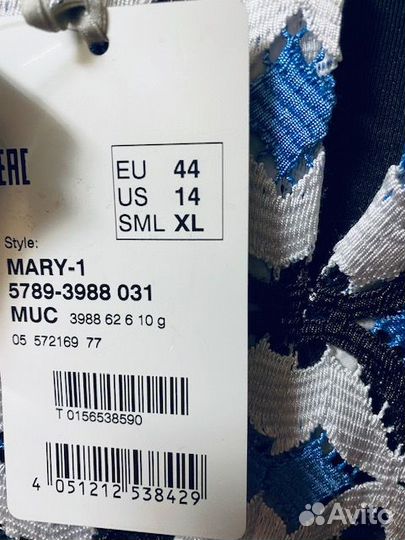 EAC
EU 44
US 14
SML XL
Style:
MARY-1
5789-3988 031
MUC 3988 62 6 10 g
05 572169 77
T 0156538590
4 051212 538429
Avito